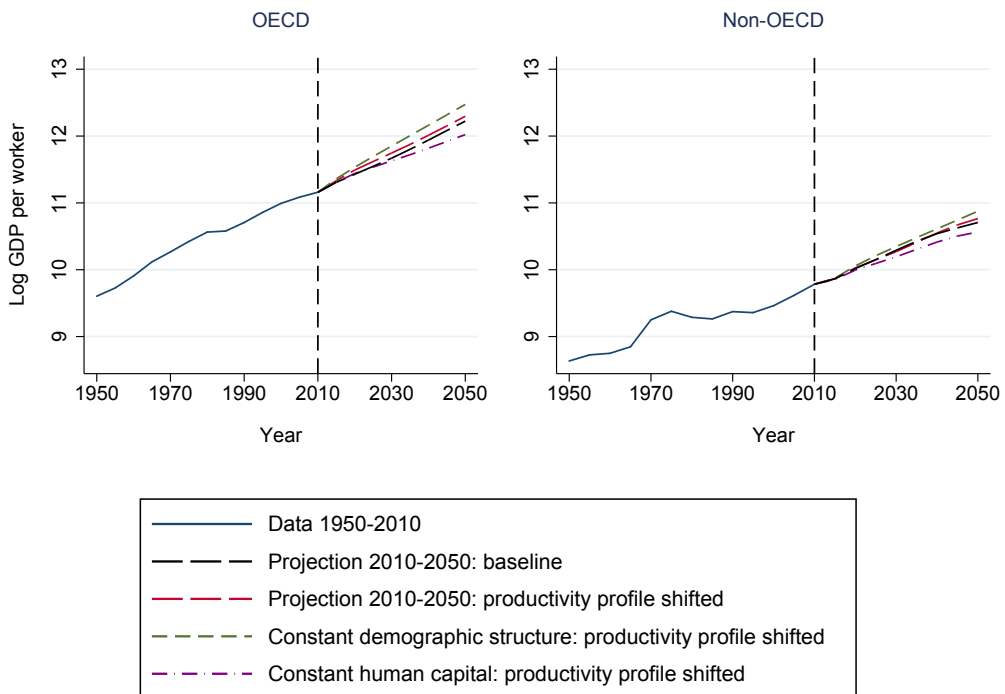 OECD
Non-OECD
Log GDP per worker
13
12
11
10
9
1950 1970 1990 2010 2030 2050
Year
13
12
11
10
9
1950 1970 1990 2010 2030 2050
Year
Data 1950-2010
Projection 2010-2050: baseline
Projection 2010-2050: productivity profile shifted
Constant demographic structure: productivity profile shifted
Constant human capital: productivity profile shifted